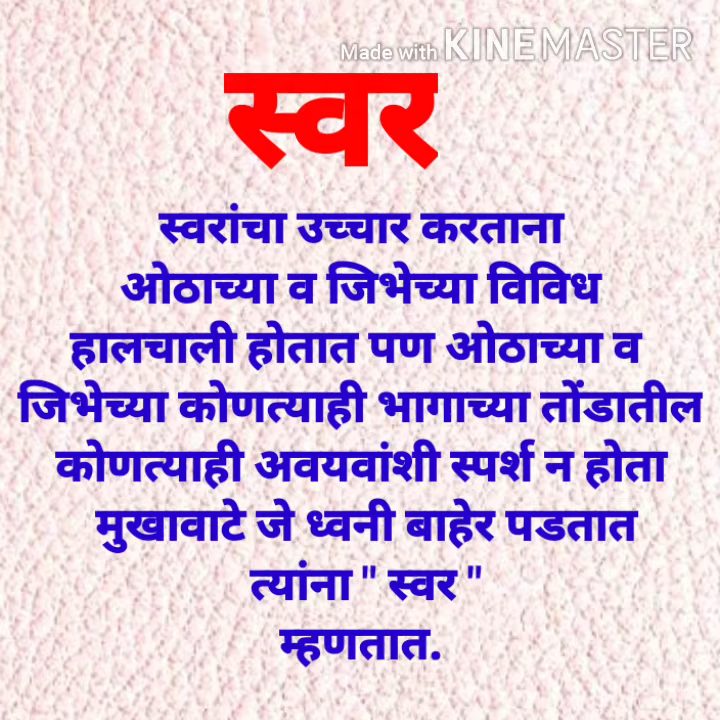 Made with KINEMASTER
स्वर
स्वरांचा उच्चार करताना
ओठाच्या व जिभेच्या विविध
हालचाली होतात पण ओठाच्या व
जिभेच्या कोणत्याही भागाच्या तोंडातील
कोणत्याही अवयवांशी स्पर्श न होता
मुखावाटे जे ध्वनी बाहेर पडतात
त्यांना " स्वर "
म्हणतात.